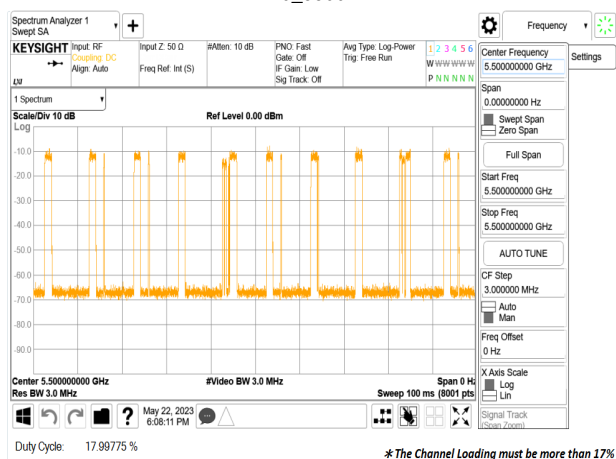 Spectrum Analyzer 1
Swept SA
Frequency
KEYSIGHT
Input: RF
Coupling: DC
Align: Auto
Input Z: 50 Ω
Freq Ref: Int (S)
#Atten: 10 dB
PNO: Fast
Gate: Off
IF Gain: Low
Sig Track: Off
Avg Type: Log-Power
Trig: Free Run
1 2 3 4 5 6
W W W W W W
P N N N N N
LXI
1 Spectrum
Scale/Div 10 dB
Ref Level 0.00 dBm
Log
-10.0
-20.0
-30.0
-40.0
-50.0
-60.0
-70.0
-80.0
-90.0
Center 5.500000000 GHz
#Video BW 3.0 MHz
Span 0 Hz
Res BW 3.0 MHz
Sweep 100 ms (8001 pts
May 22, 2023
6:08:11 PM
Center Frequency
5.500000000 GHz
Settings
Span
0.00000000 Hz
Swept Span
Zero Span
Full Span
Start Freq
5.500000000 GHz
Stop Freq
5.500000000 GHz
AUTO TUNE
CF Step
3.000000 MHz
Auto
Man
Freq Offset
0 Hz
X Axis Scale
Log
Lin
Signal Track
(Span Zoom)
Duty Cycle: 17.99775 %
* The Channel Loading must be more than 17%